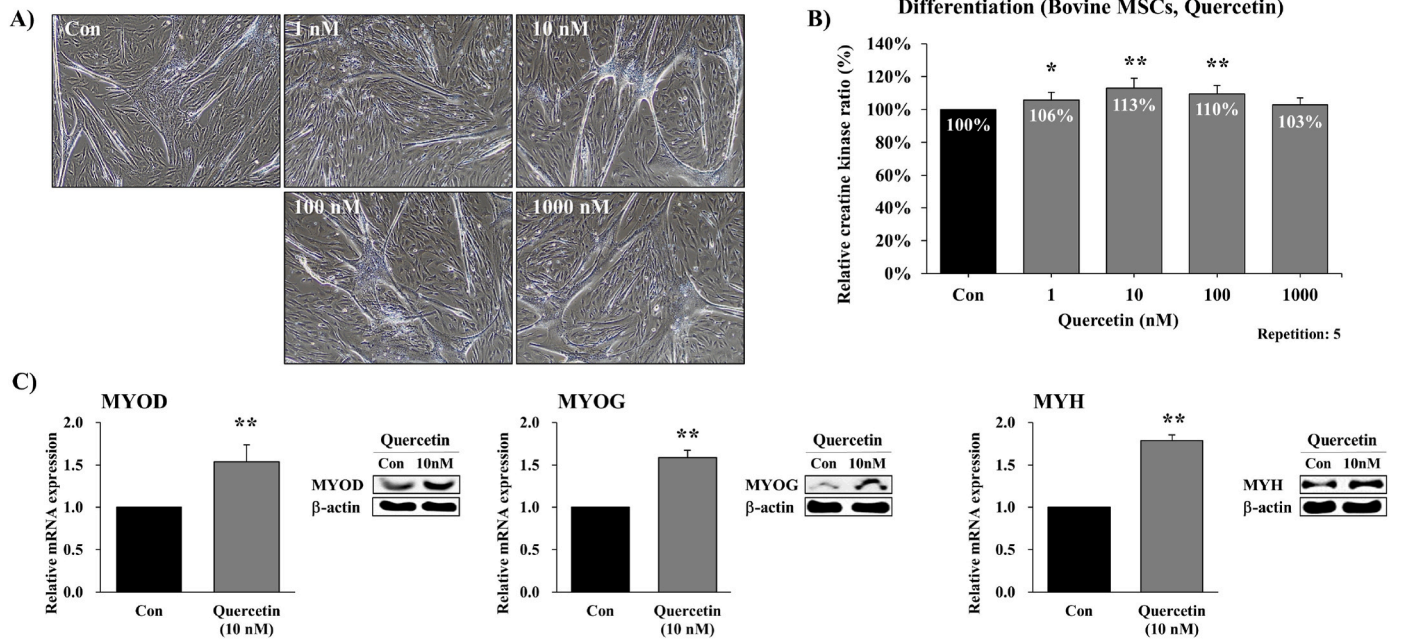 A)
Con
1 nM
10 nM
100 nM
1000 nM
B)
Differentiation (Bovine MSCs, Quercetin)
Relative creatine kinase ratio (%)
140%
120%
100%
80%
60%
40%
20%
0%
*
**
**
100%
106%
113%
110%
103%
Con
1
10
100
1000
Quercetin (nM)
Repetition: 5
C)
MYOD
Relative mRNA expression
2.0
1.5
1.0
0.5
0.0
**
Con
Quercetin
(10 nM)
Quercetin
Con 10nM
MYOD
β-actin
MYOG
Relative mRNA expression
2.0
1.5
1.0
0.5
0.0
**
Con
Quercetin
(10 nM)
Quercetin
Con 10nM
MYOG
β-actin
MYH
Relative mRNA expression
2.0
1.5
1.0
0.5
0.0
**
Con
Quercetin
(10 nM)
Quercetin
Con 10nM
MYH
β-actin